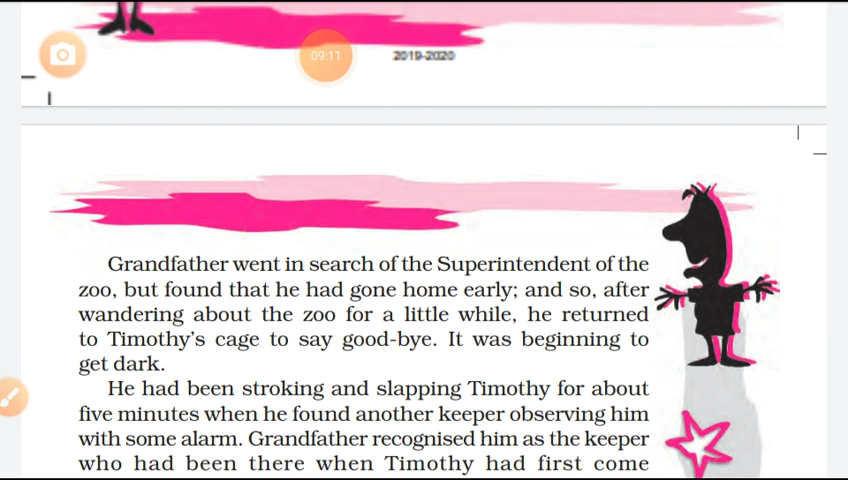 09:11
2019-2020
Grandfather went in search of the Superintendent of the
zoo, but found that he had gone home early; and so, after
wandering about the zoo for a little while, he returned
to Timothy's cage to say good-bye. It was beginning to
get dark.
He had been stroking and slapping Timothy for about
five minutes when he found another keeper observing him
with some alarm. Grandfather recognised him as the keeper
who had been there when Timothy had first come